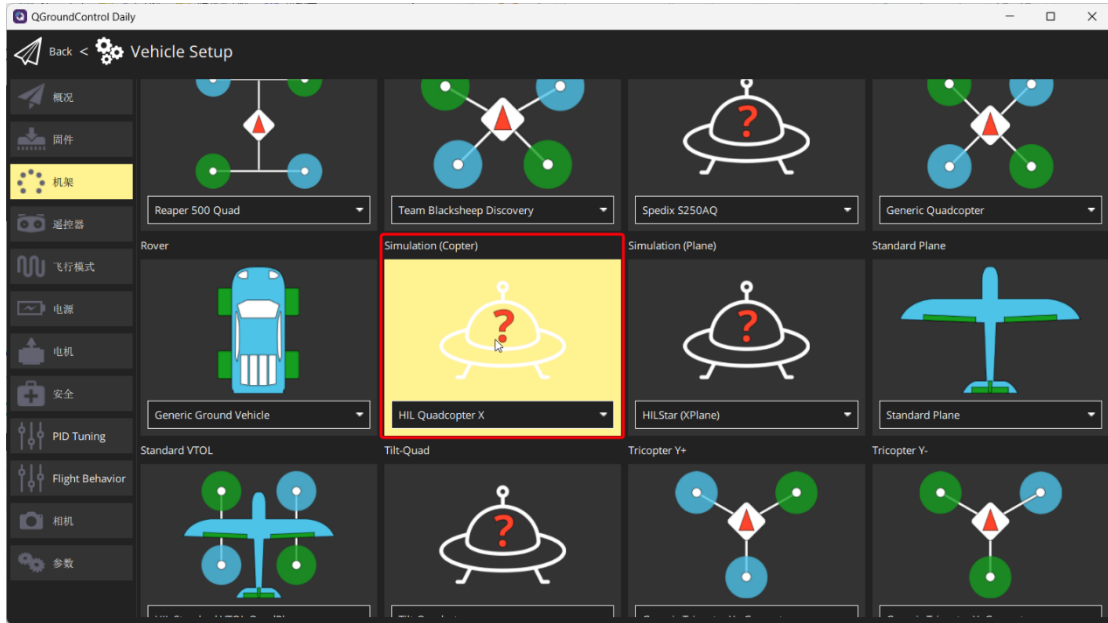 QGroundControl Daily
Back < Vehicle Setup
概况
固件
机架
遥控器
飞行模式
电源
电机
安全
PID Tuning
Flight Behavior
相机
参数
Reaper 500 Quad
Team Blacksheep Discovery
Spedix S250AQ
Generic Quadcopter
Rover
Simulation (Copter)
Simulation (Plane)
Standard Plane
?
?
?
Generic Ground Vehicle
HIL Quadcopter X
HILStar (XPlane)
Standard Plane
Standard VTOL
Tilt-Quad
Tricopter Y+
Tricopter Y-
?